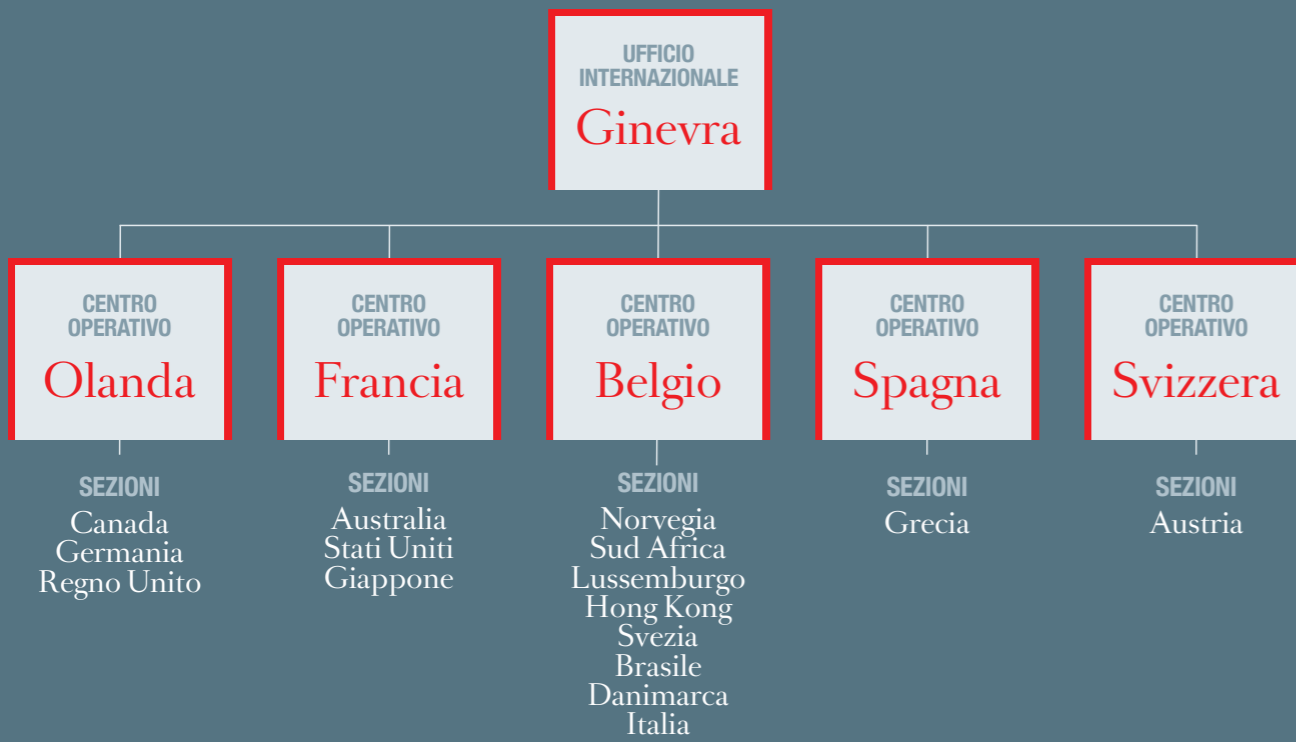 UFFICIO
INTERNAZIONALE
Ginevra
CENTRO
OPERATIVO
Olanda
SEZIONI
Canada
Germania
Regno Unito
CENTRO
OPERATIVO
Francia
SEZIONI
Australia
Stati Uniti
Giappone
CENTRO
OPERATIVO
Belgio
SEZIONI
Norvegia
Sud Africa
Lussemburgo
Hong Kong
Svezia
Brasile
Danimarca
Italia
CENTRO
OPERATIVO
Spagna
SEZIONI
Grecia
CENTRO
OPERATIVO
Svizzera
SEZIONI
Austria